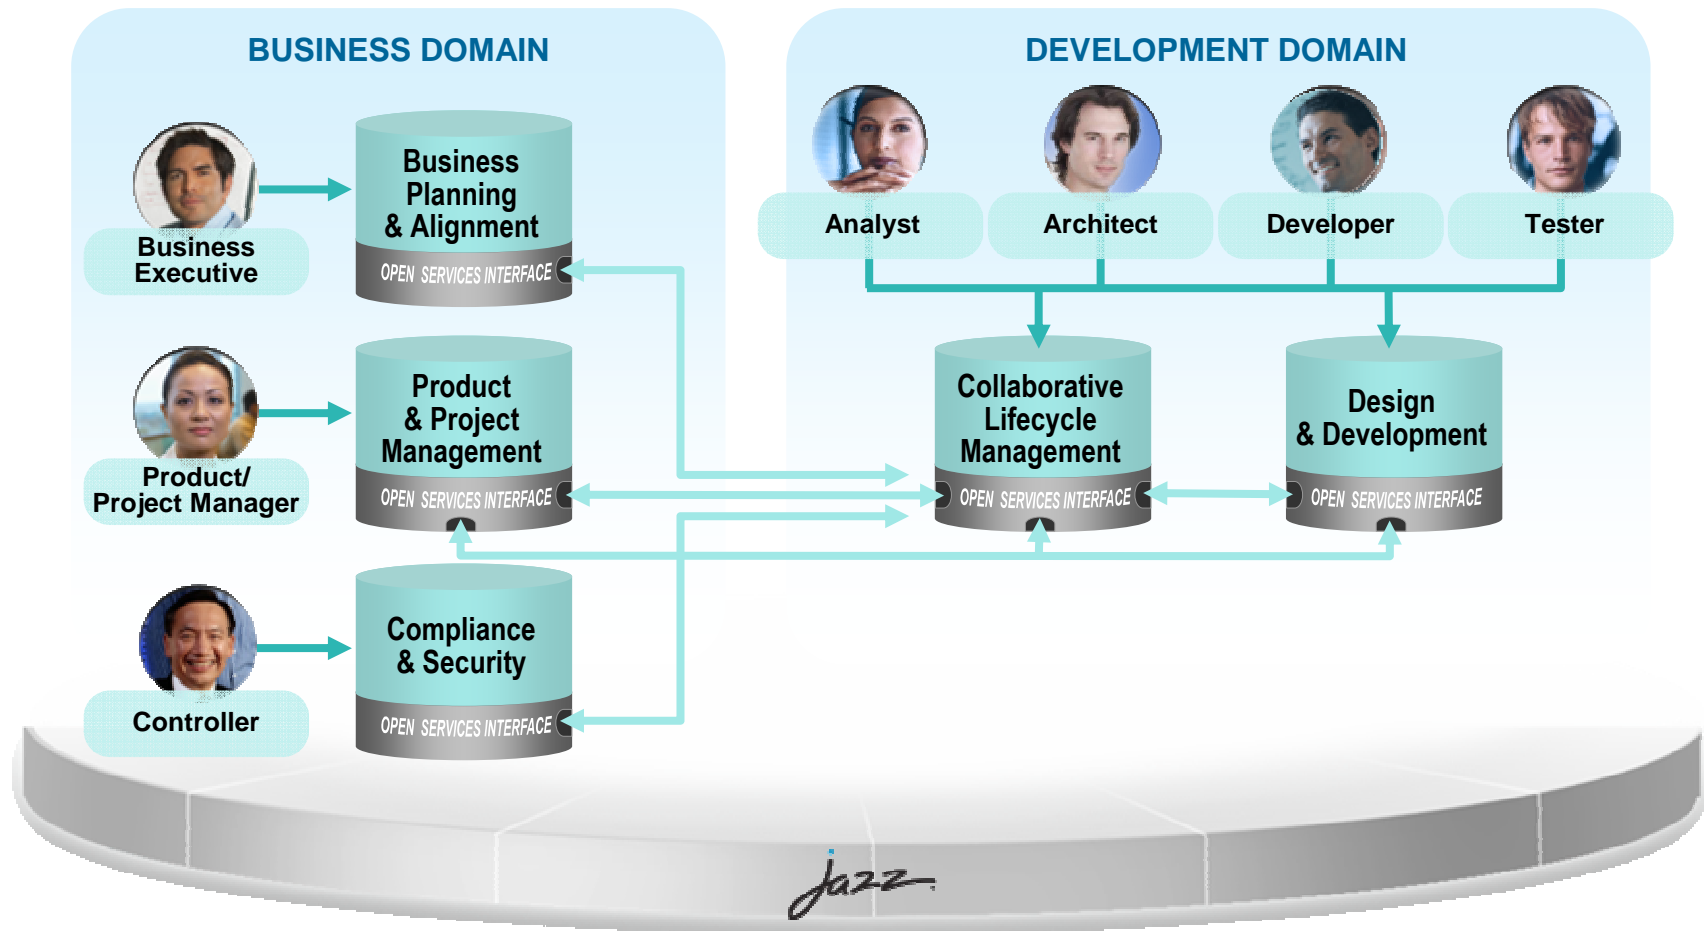 BUSINESS DOMAIN
DEVELOPMENT DOMAIN
Business
Executive
Business
Planning
& Alignment
OPEN SERVICES INTERFACE
Product/
Project Manager
Product
& Project
Management
OPEN SERVICES INTERFACE
Controller
Compliance
& Security
OPEN SERVICES INTERFACE
Analyst
Architect
Developer
Tester
Collaborative
Lifecycle
Management
OPEN SERVICES INTERFACE
Design
& Development
OPEN SERVICES INTERFACE
jazz